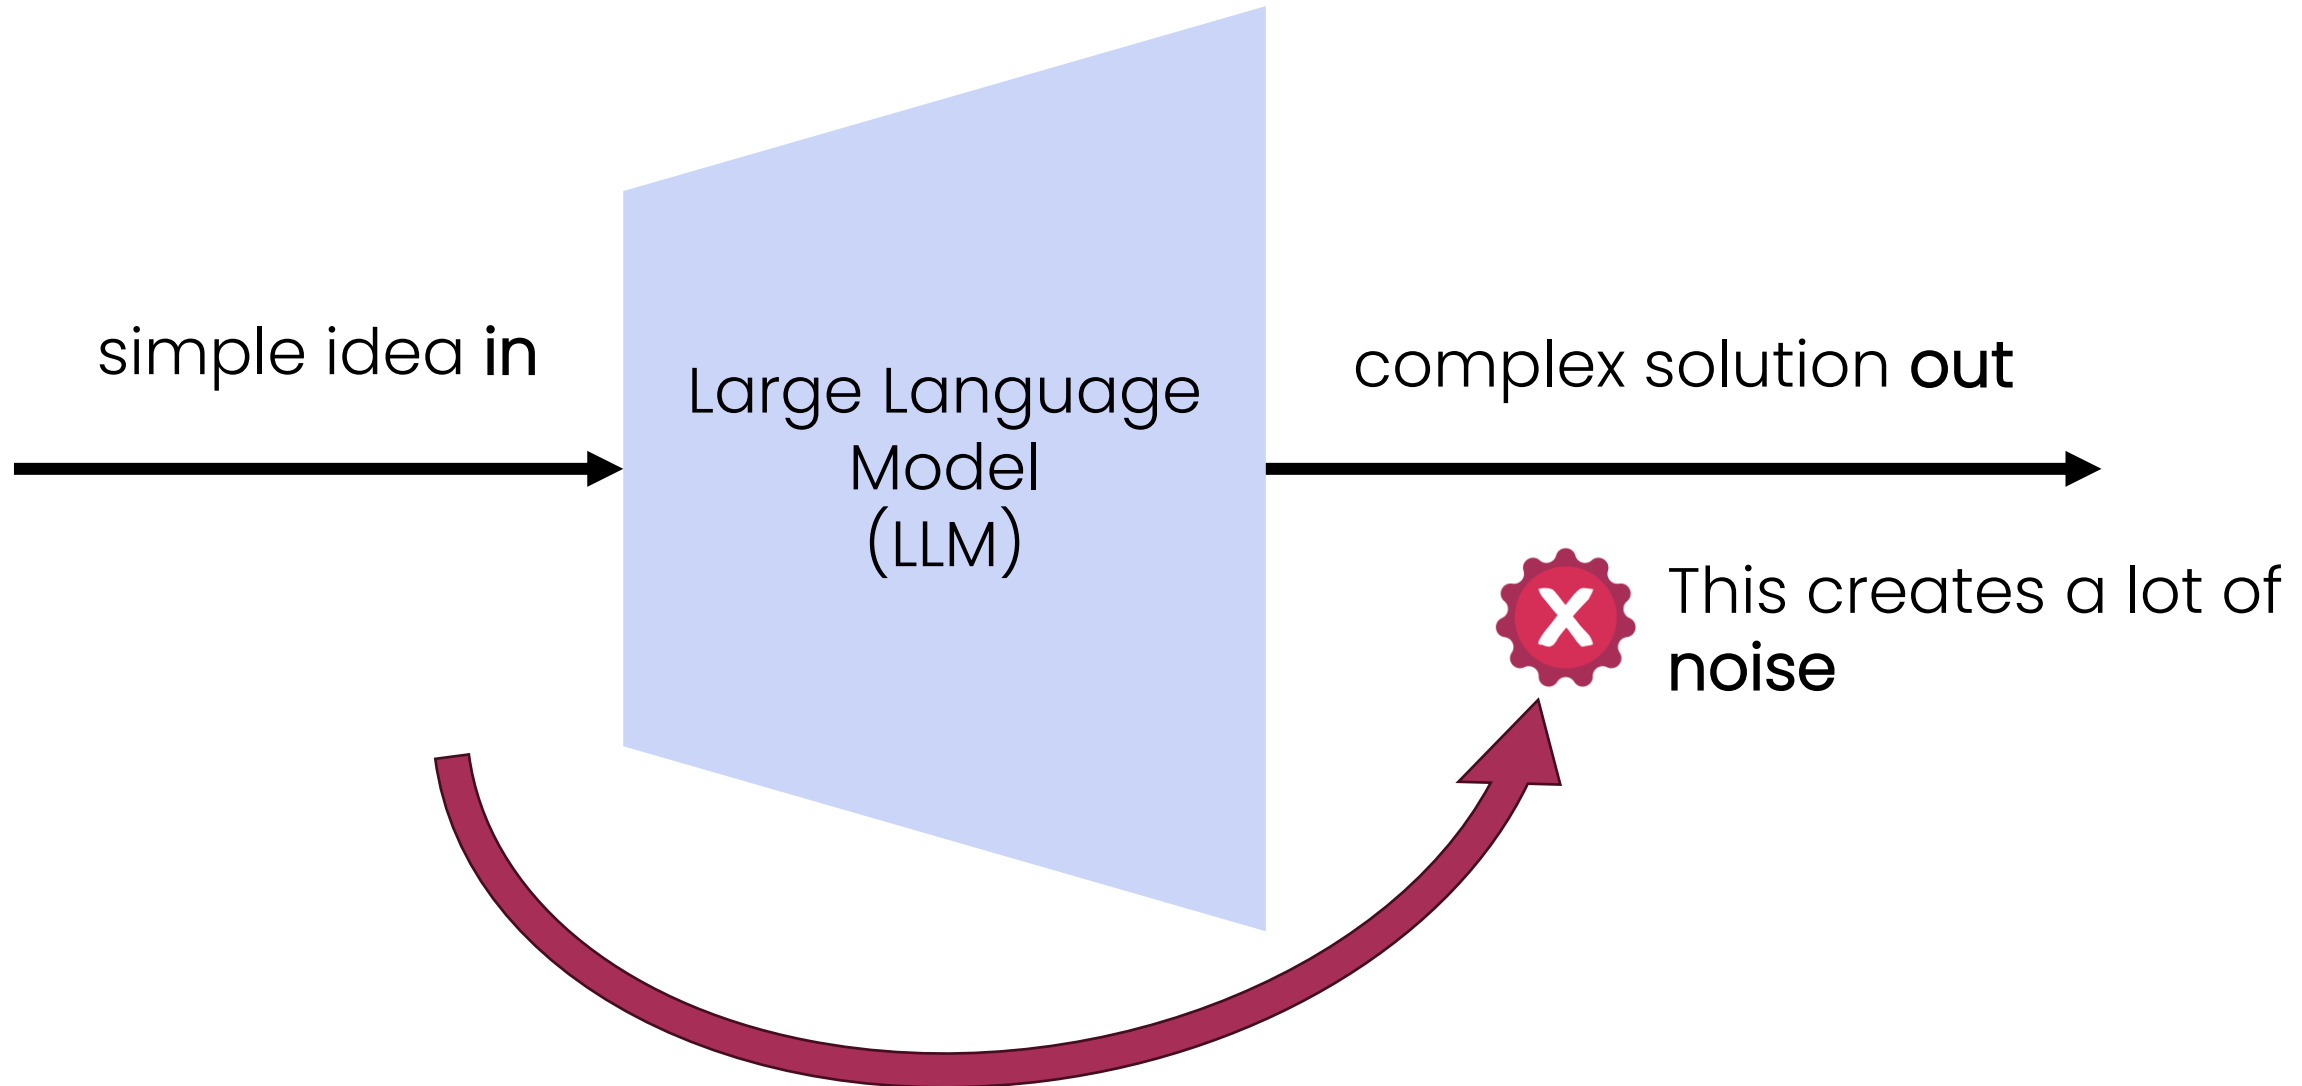 simple idea in
Large Language
Model
(LLM)
complex solution out
X
This creates a lot of
noise